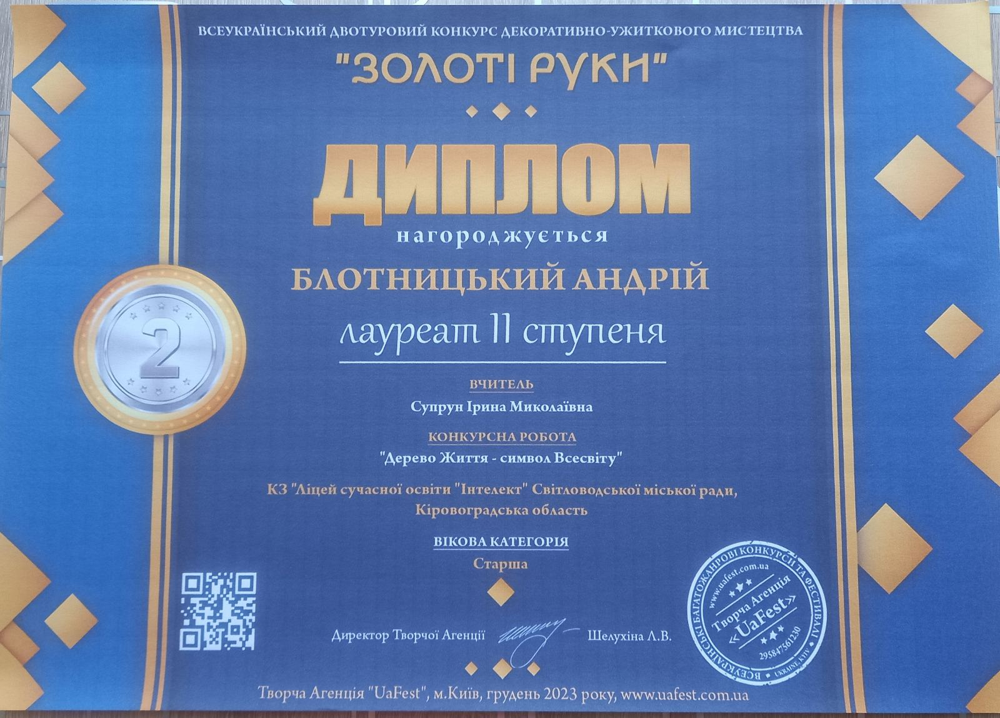 ВСЕУКРАЇНСЬКИЙ ДВОТУРОВИЙ КОНКУРС ДЕКОРАТИВНО-УЖИТКОВОГО МИСТЕЦТВА
"ЗОЛОТІ РУКИ"
ДИПЛОМ
нагороджується
БЛОТНИЦЬКИЙ АНДРІЙ
лауреат II ступеня
2
ВЧИТЕЛЬ
Супрун Ірина Миколаївна
КОНКУРСНА РОБОТА
"Дерево Життя - символ Всесвіту"
КЗ "Ліцей сучасної освіти "Інтелект" Світловодської міської ради,
Кіровоградська область
ВІКОВА КАТЕГОРІЯ
Старша
Директор Творчої Агенції Шелухіна Л.В.
ВСЕУКРАЇНСЬКІ БАГАТОЖАНРОВІ КОНКУРСИ ТА ФЕСТИВАЛІ
www.uafest.com.ua
Творча Агенція
«UaFest»
295847561230
UKRAINE, KYIV
Творча Агенція "UaFest", м.Київ, грудень 2023 року, www.uafest.com.ua